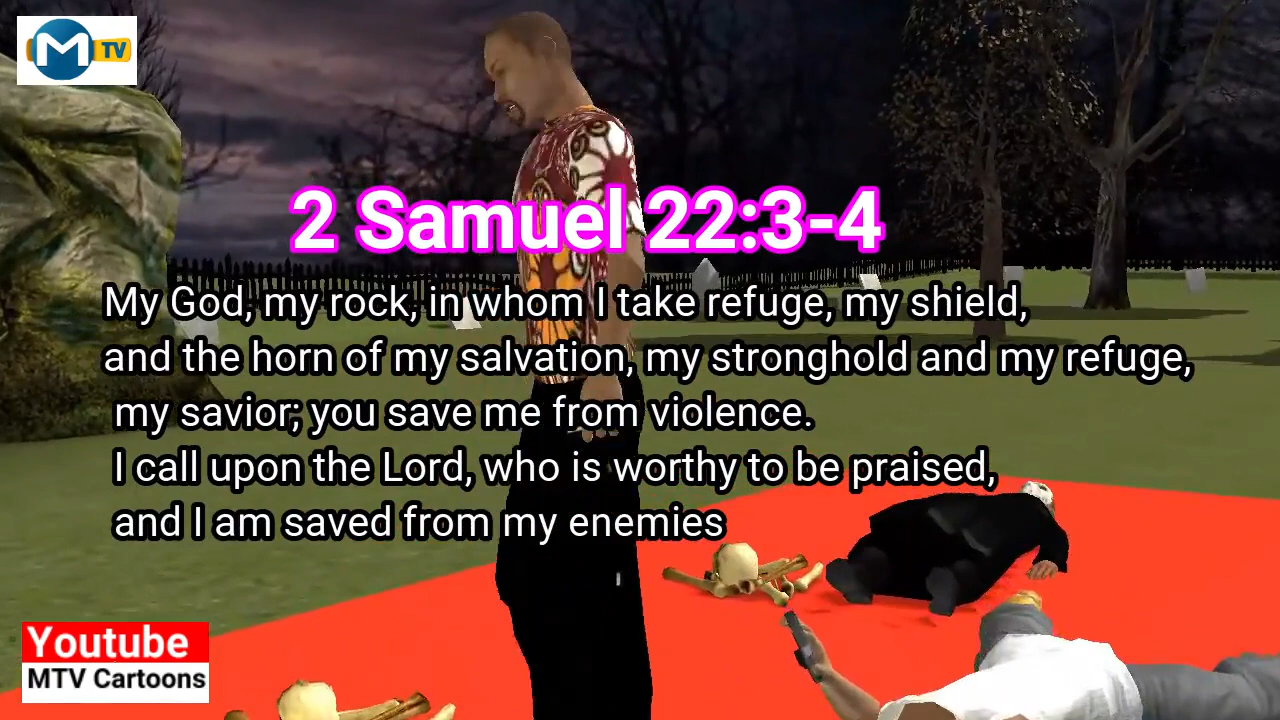 M TV
2 Samuel 22:3-4
My God, my rock, in whom I take refuge, my shield,
and the horn of my salvation, my stronghold and my refuge,
my savior; you save me from violence.
I call upon the Lord, who is worthy to be praised,
and I am saved from my enemies
Youtube
MTV Cartoons